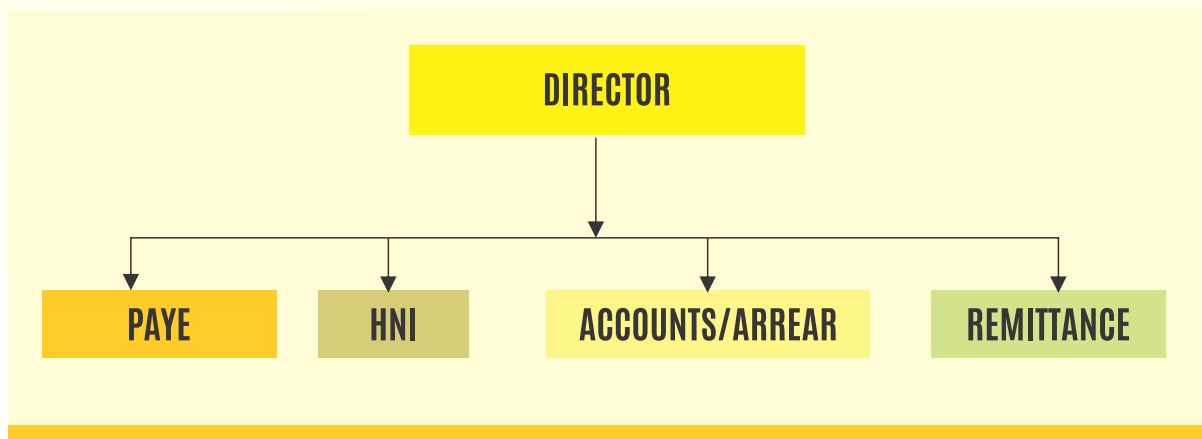 DIRECTOR
PAYE
HNI
ACCOUNTS/ARREAR
REMITTANCE